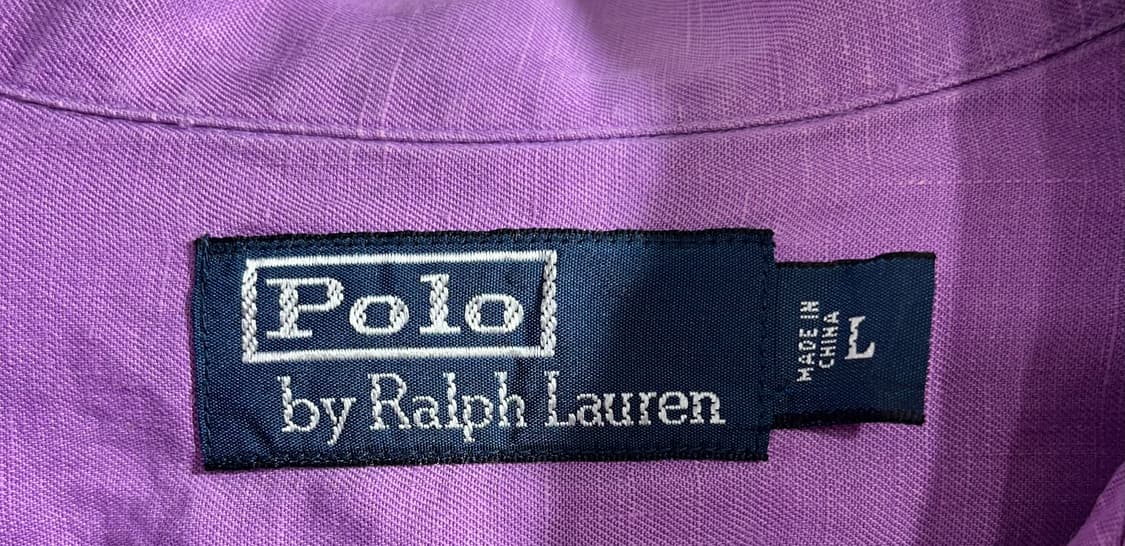 Polo
by Ralph Lauren
MADE IN
CHINA
L